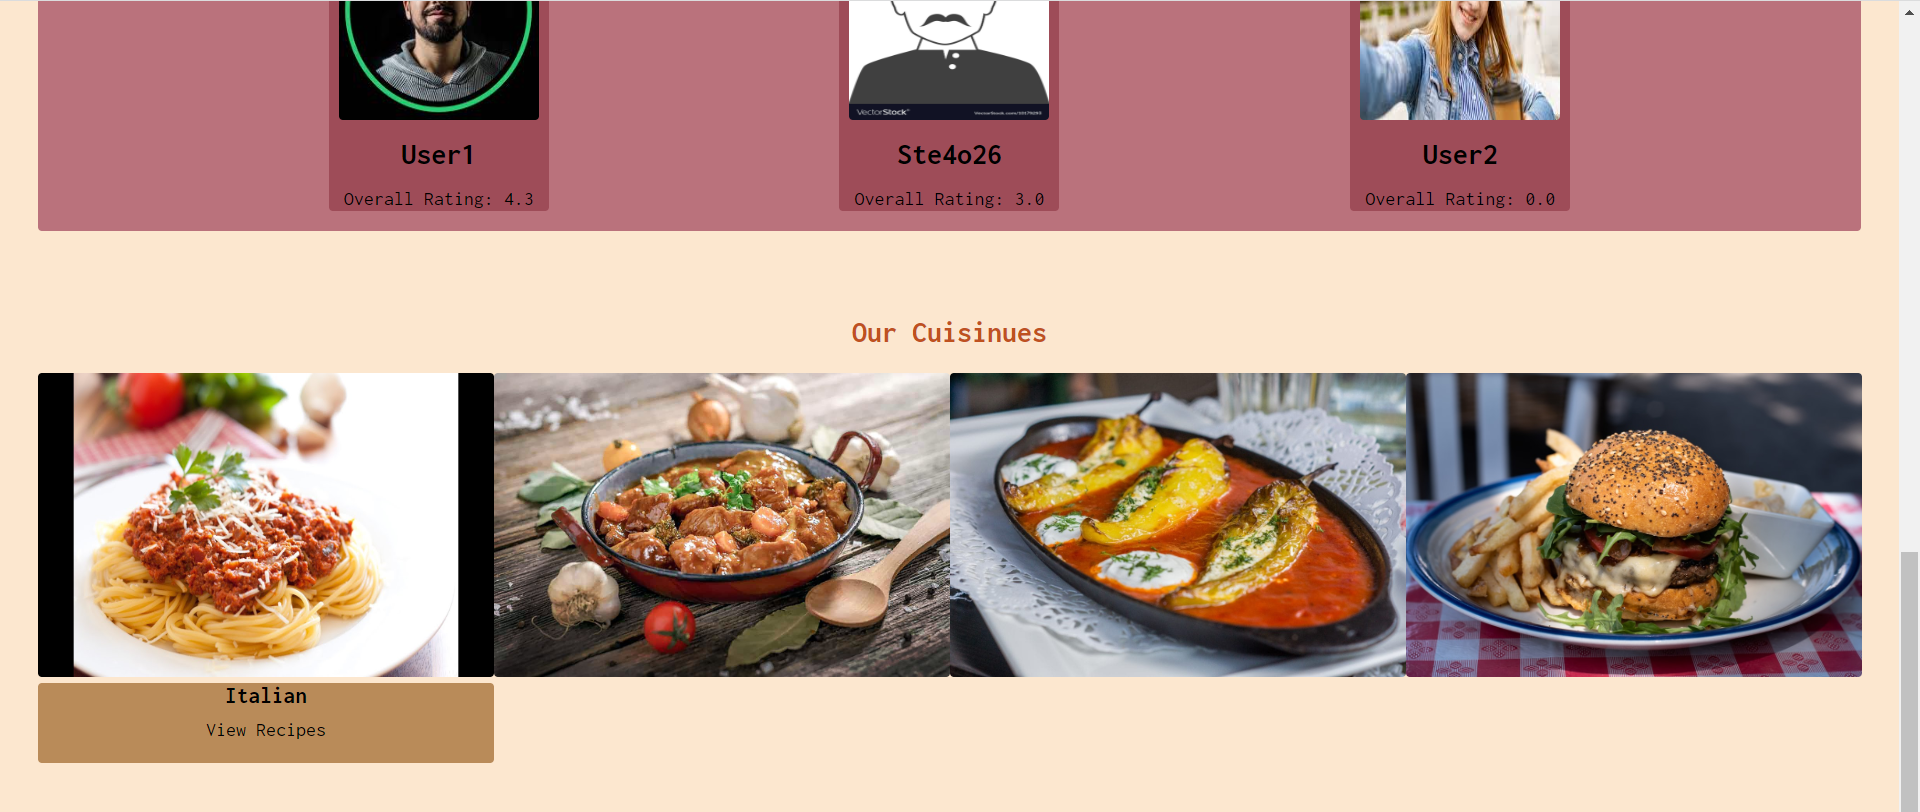 VectorStock®
User1
Ste4o26
User2
Overall Rating: 4.3
Overall Rating: 3.0
Overall Rating: 0.0
Our Cuisinues
Italian
View Recipes